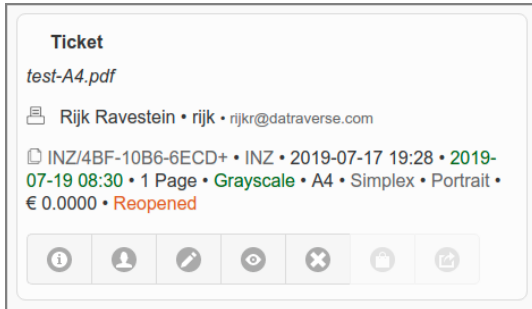 Ticket
test-A4.pdf
Rijk Ravestein • rijk • rijkr@datraverse.com
INZ/4BF-10B6-6ECD+ • INZ • 2019-07-17 19:28 • 2019-
07-19 08:30 • 1 Page • Grayscale • A4 • Simplex • Portrait •
€ 0.0000 • Reopened